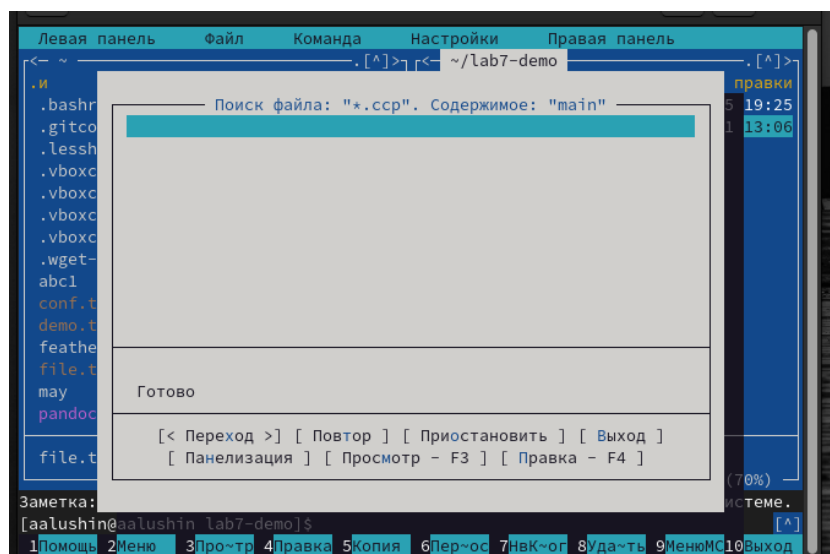 Левая панель Файл Команда Настройки Правая панель
<— ~ .[^]> <— ~/lab7-demo .[^]>
.и правки
.bashr 5 19:25
.gitco 1 13:06
.lessh
.vboxc
.vboxc
.vboxc
.vboxc
.wget-
abc1
conf.t
demo.t
feathe
file.t
may
pandoc
file.t
Поиск файла: "*.ccp". Содержимое: "main"
Готово
[< Переход >] [ Повтор ] [ Приостановить ] [ Выход ]
[ Панелизация ] [ Просмотр – F3 ] [ Правка – F4 ]
(70%)
Заметка: истеме.
[aalushin@aalushin lab7-demo]$ [^]
1Помощь 2Меню 3Про~тр 4Правка 5Копия 6Пер~ос 7НвК~ог 8Уда~ть 9МенюMC 10Выход